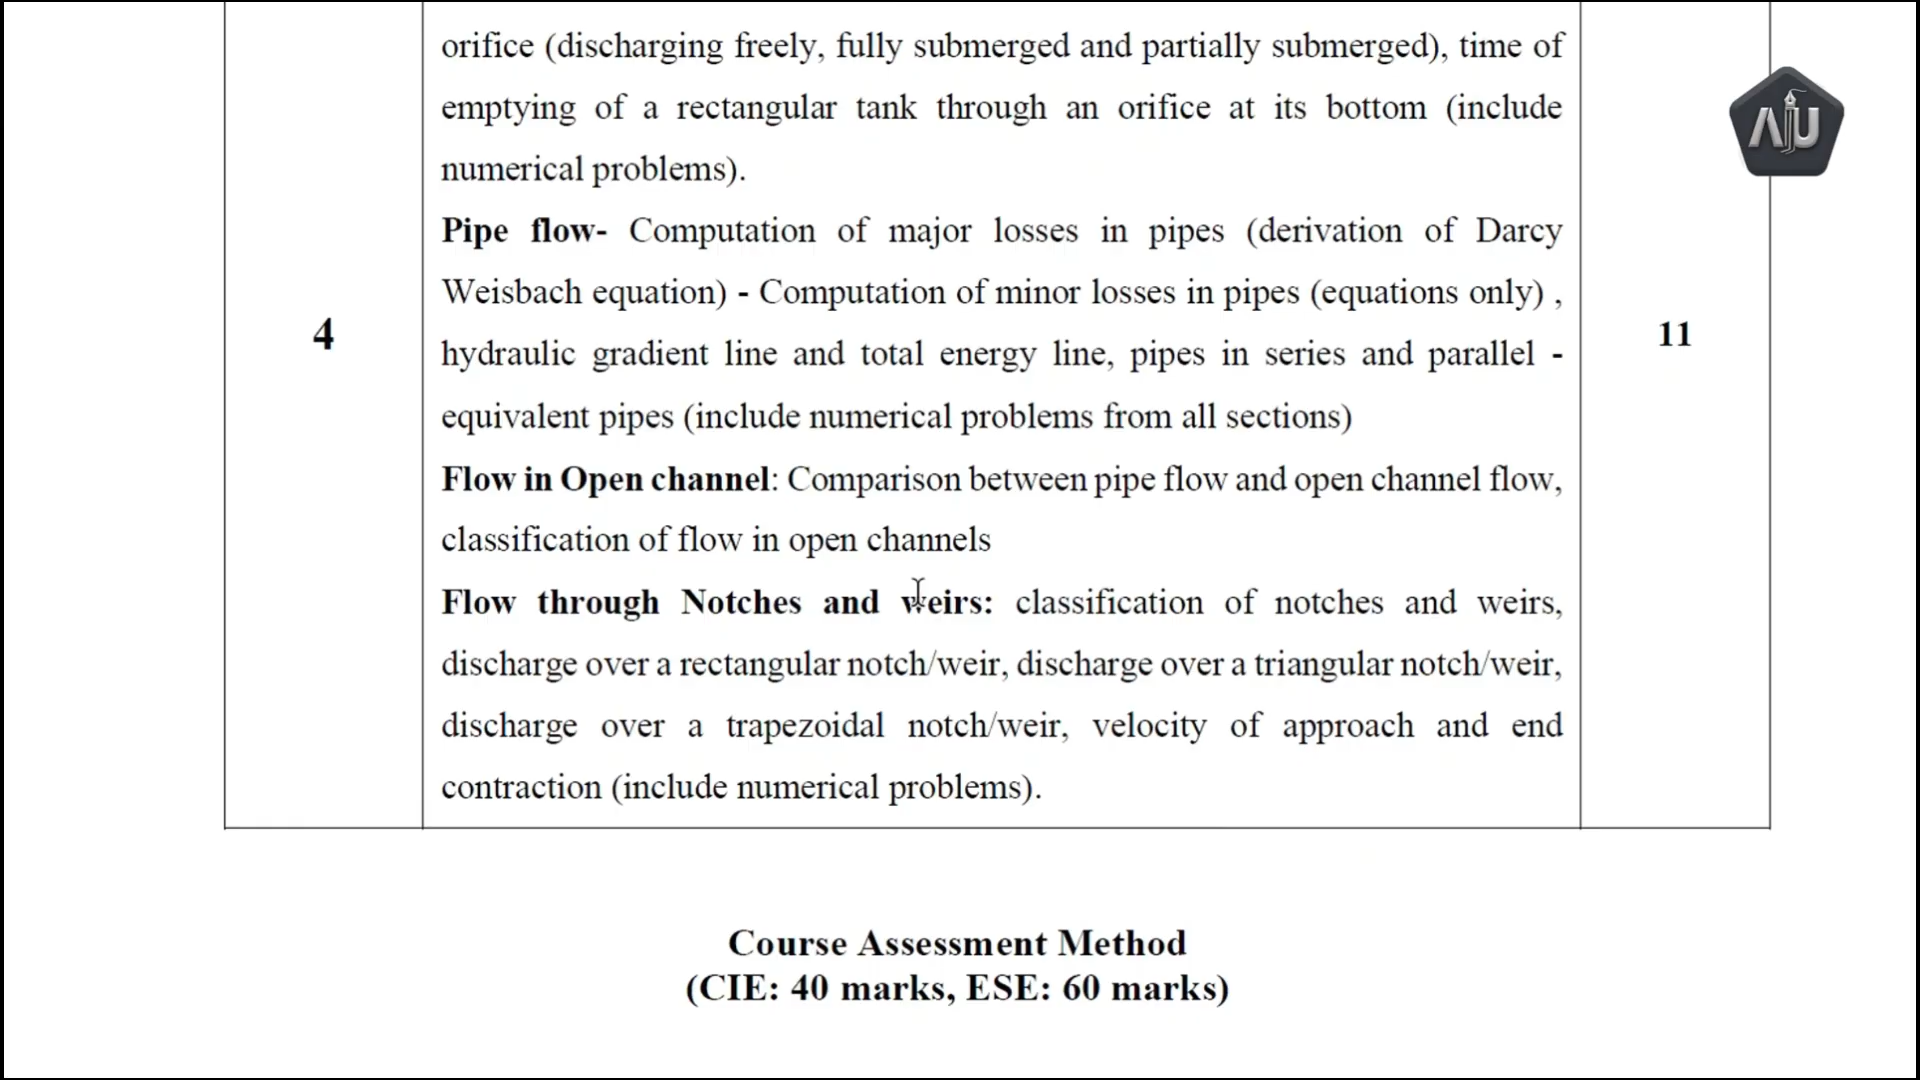 orifice (discharging freely, fully submerged and partially submerged), time of
emptying of a rectangular tank through an orifice at its bottom (include
numerical problems).
Pipe flow- Computation of major losses in pipes (derivation of Darcy
Weisbach equation) - Computation of minor losses in pipes (equations only) ,
hydraulic gradient line and total energy line, pipes in series and parallel -
equivalent pipes (include numerical problems from all sections)
Flow in Open channel: Comparison between pipe flow and open channel flow,
classification of flow in open channels
Flow through Notches and weirs: classification of notches and weirs,
discharge over a rectangular notch/weir, discharge over a triangular notch/weir,
discharge over a trapezoidal notch/weir, velocity of approach and end
contraction (include numerical problems).
4
11
Course Assessment Method
(CIE: 40 marks, ESE: 60 marks)